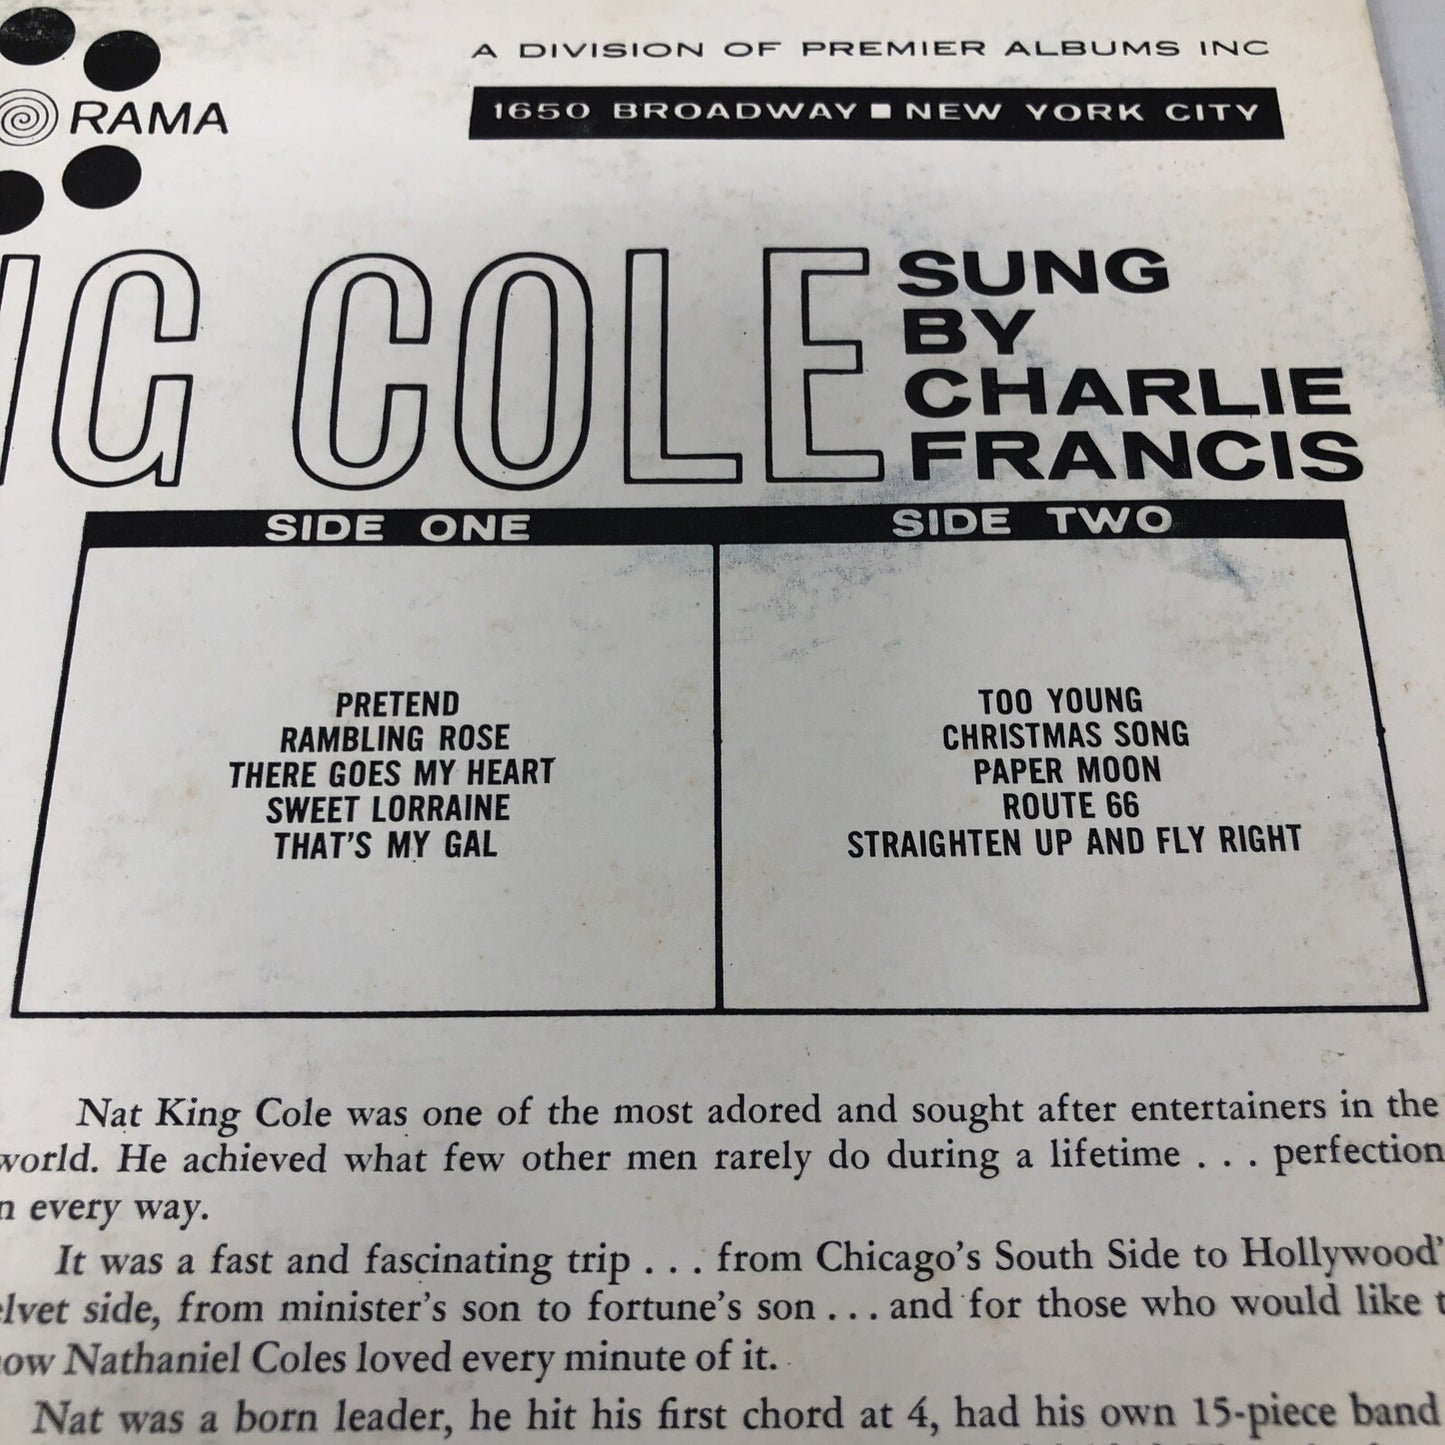 A DIVISION OF PREMIER ALBUMS INC
RAMA
1650 BROADWAY ■ NEW YORK CITY
NG COLE
SUNG
BY
CHARLIE
FRANCIS
SIDE ONE
PRETEND
RAMBLING ROSE
THERE GOES MY HEART
SWEET LORRAINE
THAT'S MY GAL
SIDE TWO
TOO YOUNG
CHRISTMAS SONG
PAPER MOON
ROUTE 66
STRAIGHTEN UP AND FLY RIGHT
Nat King Cole was one of the most adored and sought after entertainers in the
world. He achieved what few other men rarely do during a lifetime . . . perfection
n every way.
It was a fast and fascinating trip . . . from Chicago's South Side to Hollywood'
elvet side, from minister's son to fortune's son . . . and for those who would like t
now Nathaniel Coles loved every minute of it.
Nat was a born leader, he hit his first chord at 4, had his own 15-piece band